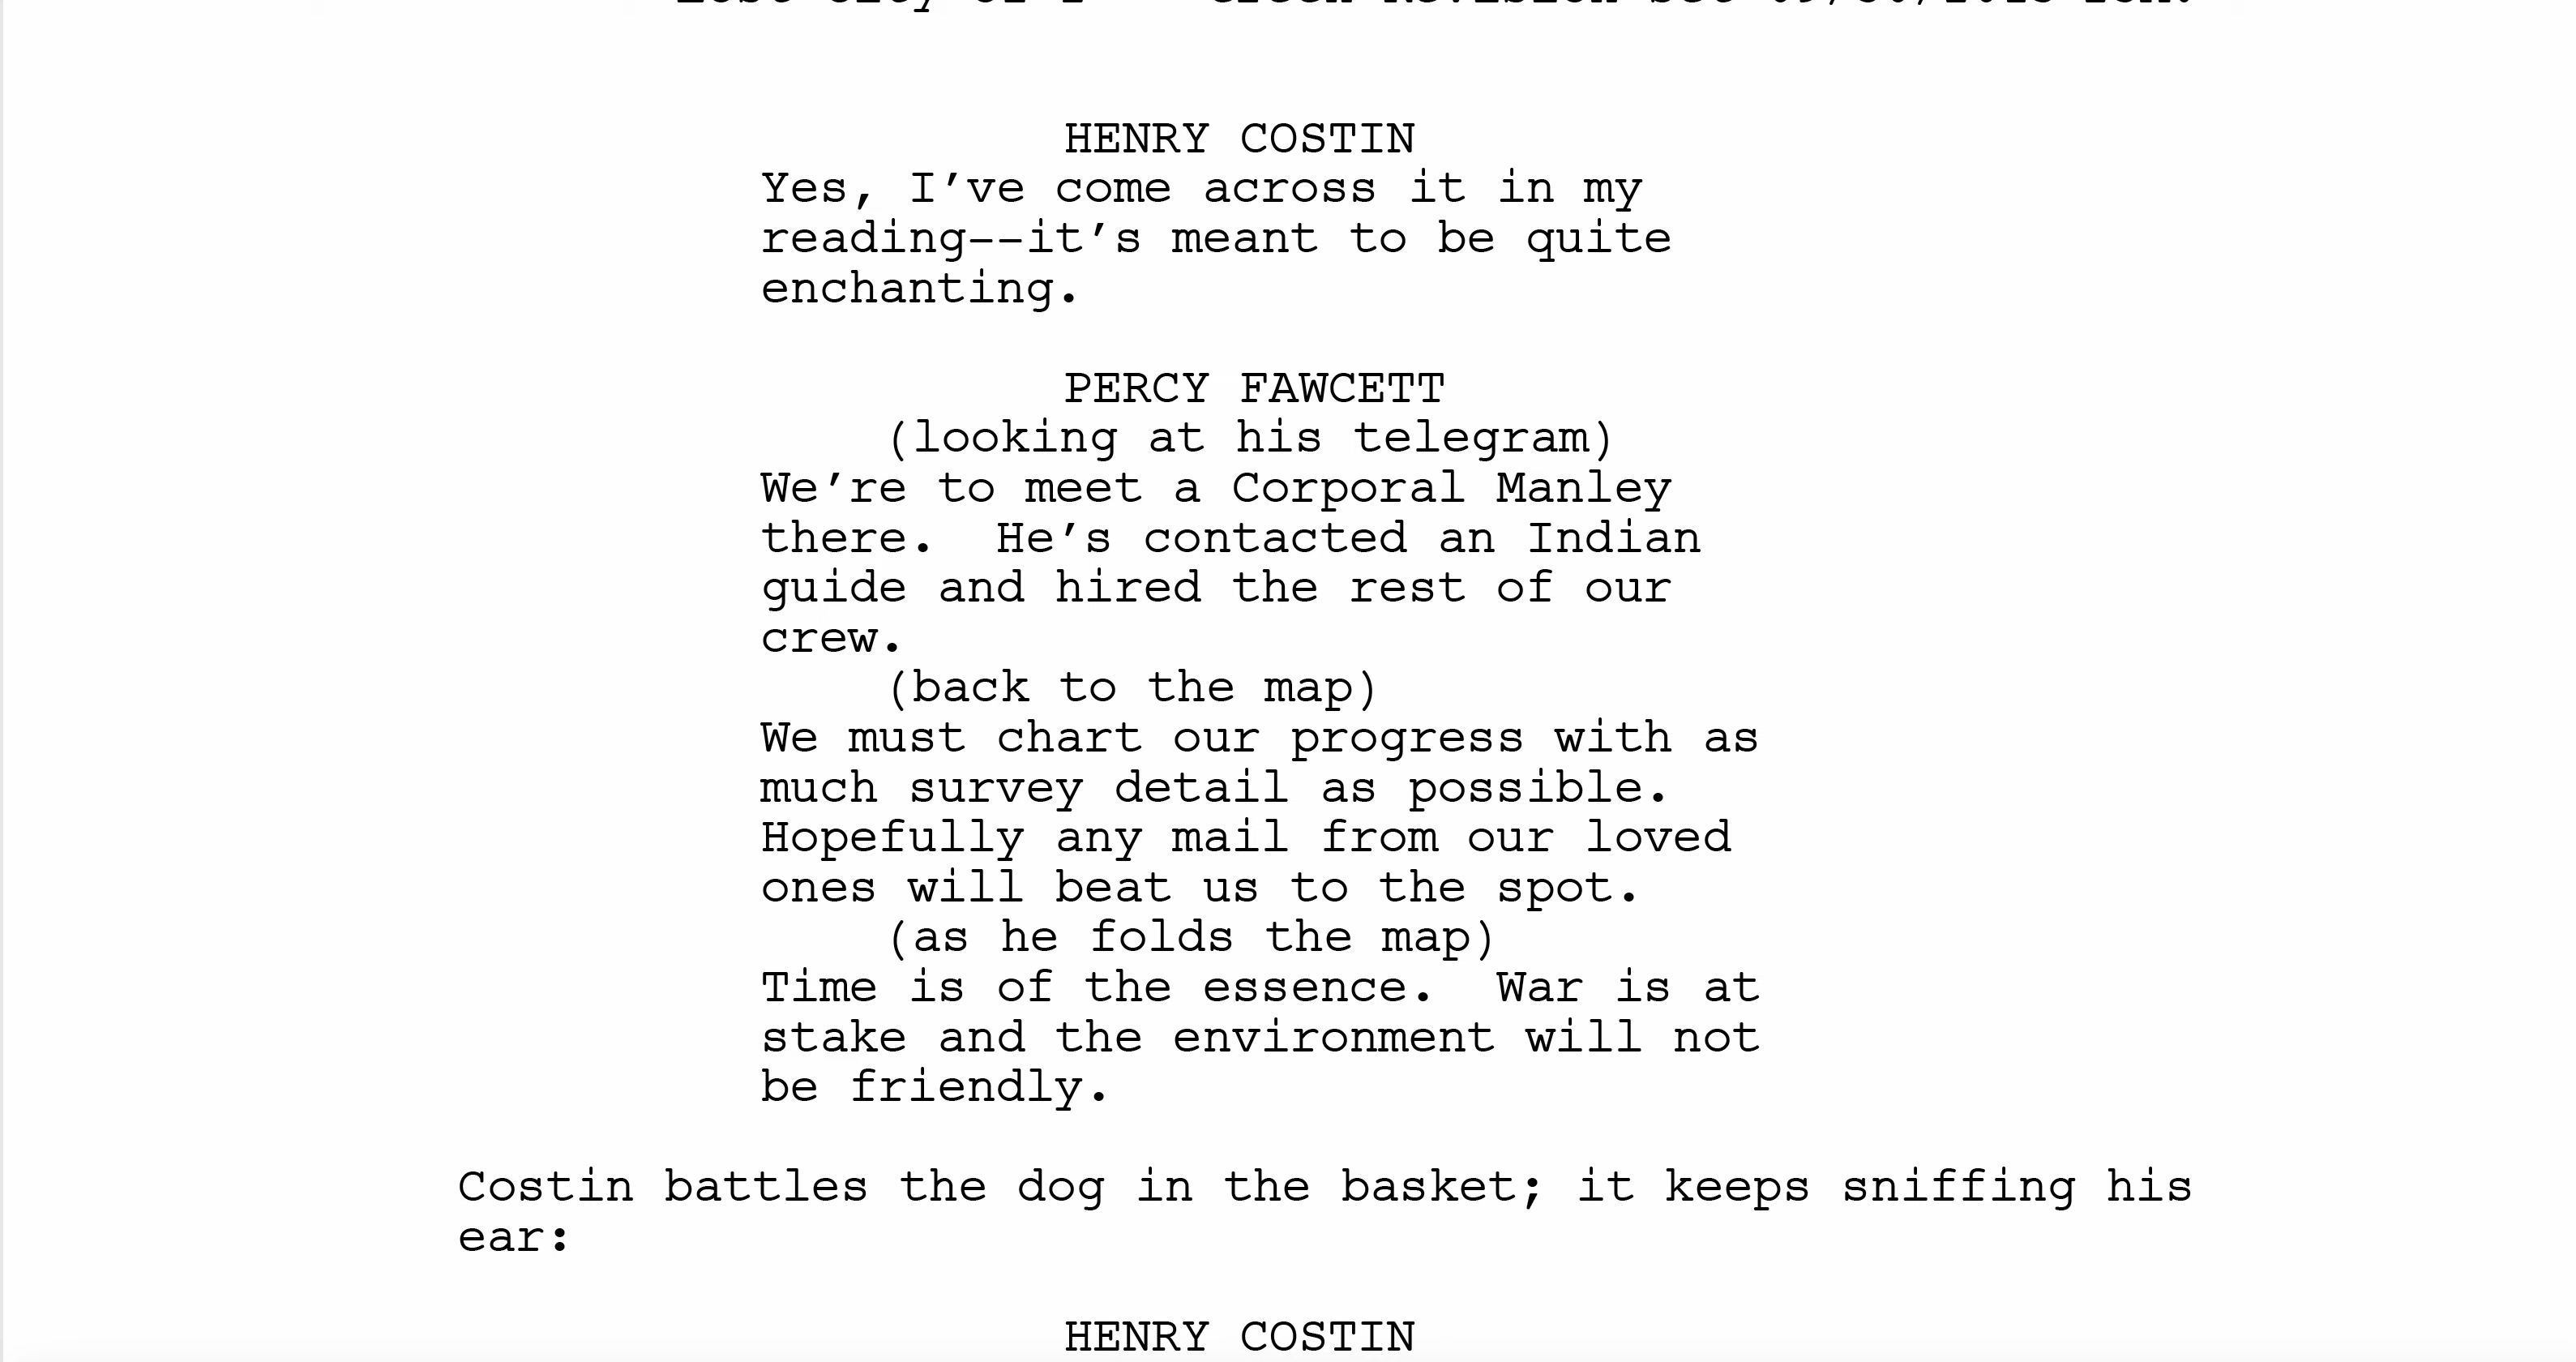 HENRY COSTIN
Yes, I’ve come across it in my
reading--it’s meant to be quite
enchanting.
PERCY FAWCETT
(looking at his telegram)
We’re to meet a Corporal Manley
there.  He’s contacted an Indian
guide and hired the rest of our
crew.
(back to the map)
We must chart our progress with as
much survey detail as possible.
Hopefully any mail from our loved
ones will beat us to the spot.
(as he folds the map)
Time is of the essence.  War is at
stake and the environment will not
be friendly.
Costin battles the dog in the basket; it keeps sniffing his
ear:
HENRY COSTIN